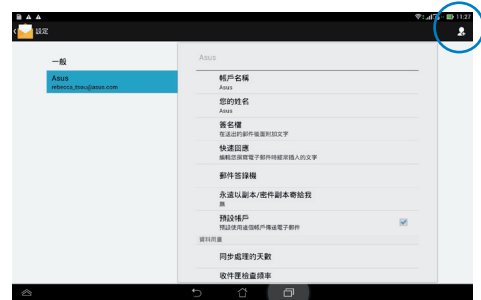 11:27
設定
一般
Asus
rebecca_tsau@asus.com
Asus
帳戶名稱
Asus
您的姓名
Asus
簽名檔
在送出的郵件後面附加文字
快速回應
編輯您撰寫電子郵件時經常插入的文字
郵件答錄機
永遠以副本/密件副本寄給我
無
預設帳戶
預設使用這個帳戶傳送電子郵件
資料用量
同步處理的天數
收件匣檢查頻率